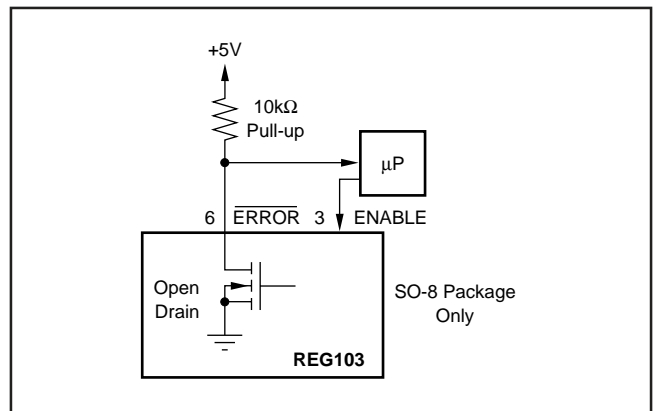 +5V
10kΩ
Pull-up
µP
6 ERROR 3 ENABLE
Open
Drain
SO-8 Package
Only
REG103